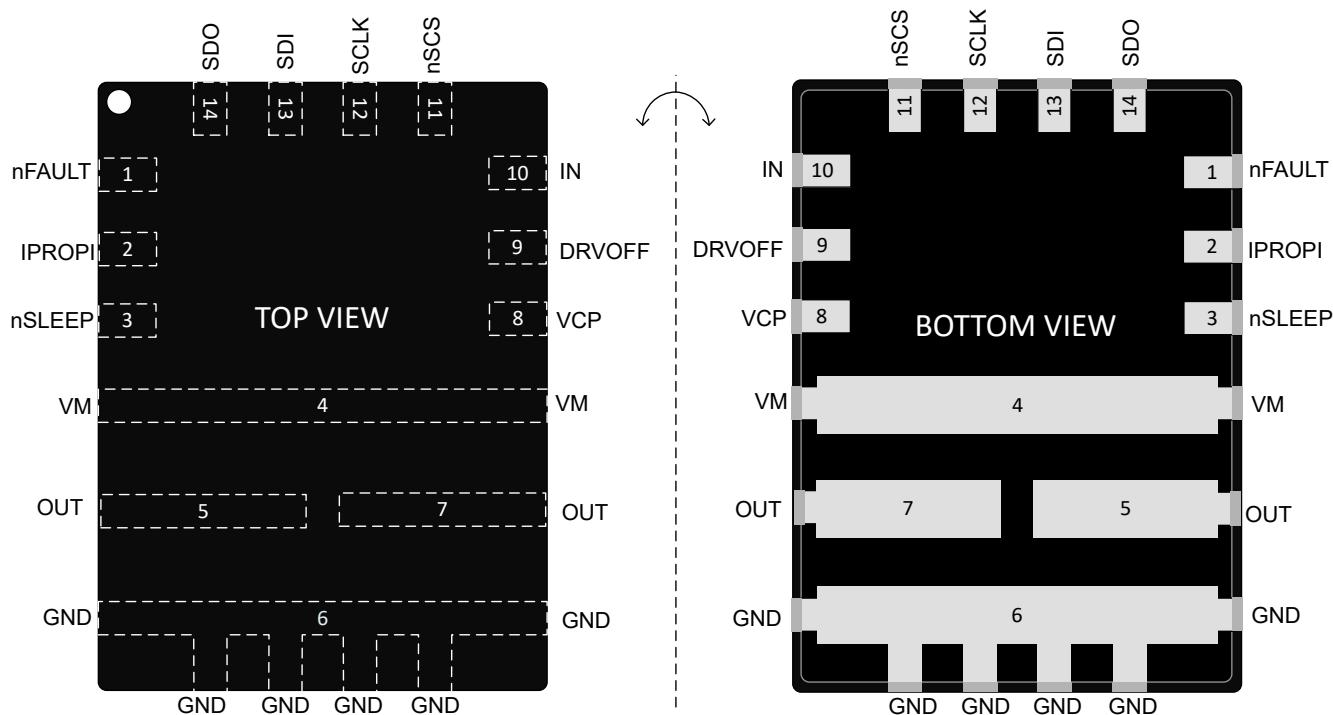 SDO SDI SCLK nSCS
14 13 12 11
nFAULT 1 10 IN
IPROPI 2 9 DRVOFF
nSLEEP 3 TOP VIEW 8 VCP
VM 4 VM
OUT 5 7 OUT
GND 6 GND
GND GND GND GND
nSCS SCLK SDI SDO
11 12 13 14
IN 10 1 nFAULT
DRVOFF 9 2 IPROPI
VCP 8 BOTTOM VIEW 3 nSLEEP
VM 4 VM
OUT 7 5 OUT
GND 6 GND
GND GND GND GND